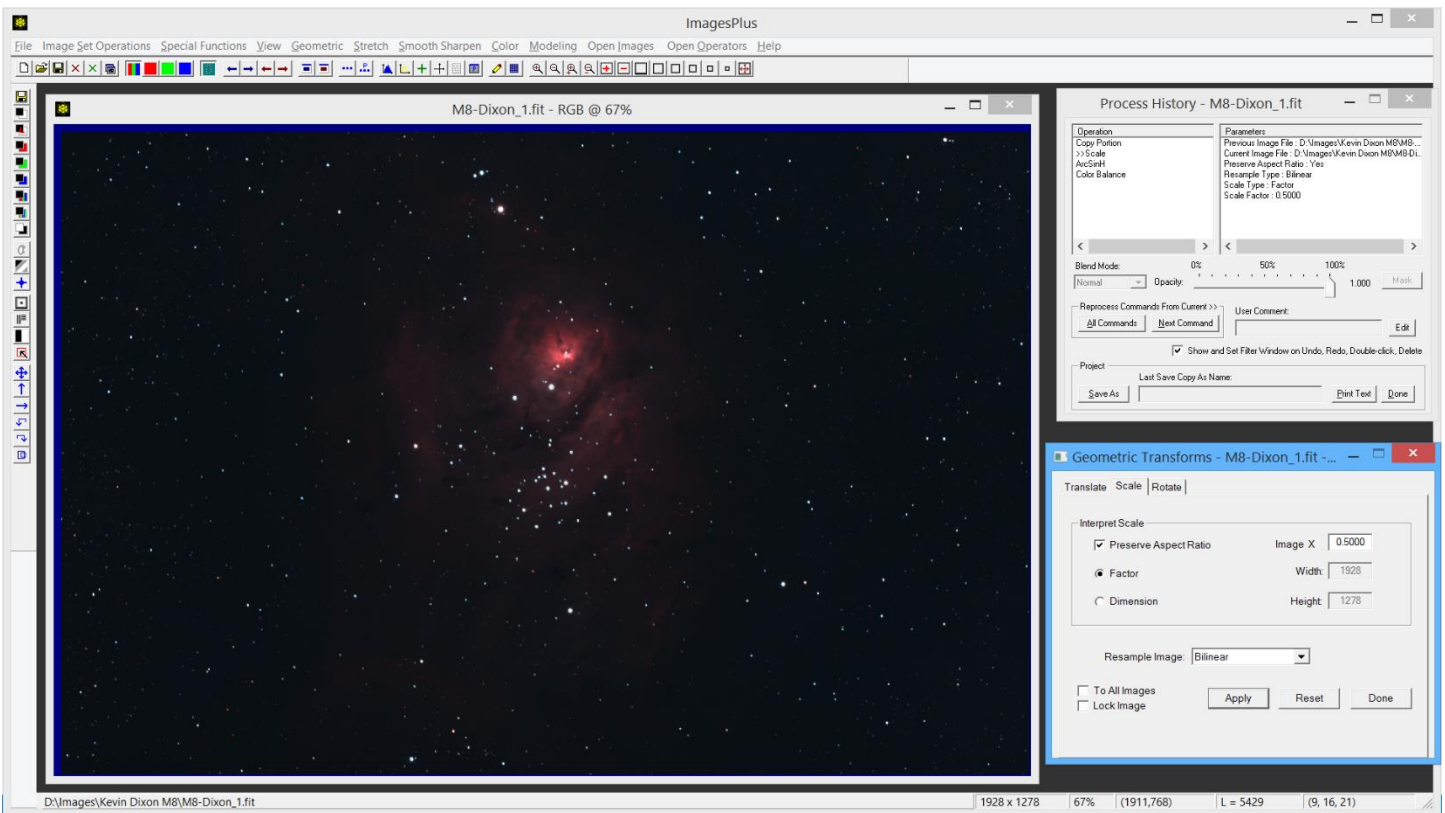 ImagesPlus
File Image Set Operations Special Functions View Geometric Stretch Smooth Sharpen Color Modeling Open Images Open Operators Help
M8-Dixon_1.fit - RGB @ 67%
Process History - M8-Dixon_1.fit
Operation Parameters
Copy Portion Previous Image File : D:\Images\Kevin Dixon M8\M8-...
>>Scale Current Image File : D:\Images\Kevin Dixon M8\M8-Di..
ArcSinH Preserve Aspect Ratio : Yes
Color Balance Resample Type : Bilinear
Scale Type : Factor
Scale Factor : 0.5000
Blend Mode: 0% 50% 100%
Normal Opacity: 1.000 Mask
Reprocess Commands From Current >> User Comment:
All Commands Next Command Edit
Show and Set Filter Window on Undo, Redo, Double-click, Delete
Project
Last Save Copy As Name:
Save As Print Text Done
Geometric Transforms - M8-Dixon_1.fit -...
Translate Scale Rotate
Interpret Scale
Preserve Aspect Ratio Image X 0.5000
Factor Width: 1928
Dimension Height: 1278
Resample Image: Bilinear
To All Images
Lock Image Apply Reset Done
D:\Images\Kevin Dixon M8\M8-Dixon_1.fit 1928 x 1278 67% (1911,768) L = 5429 (9, 16, 21)